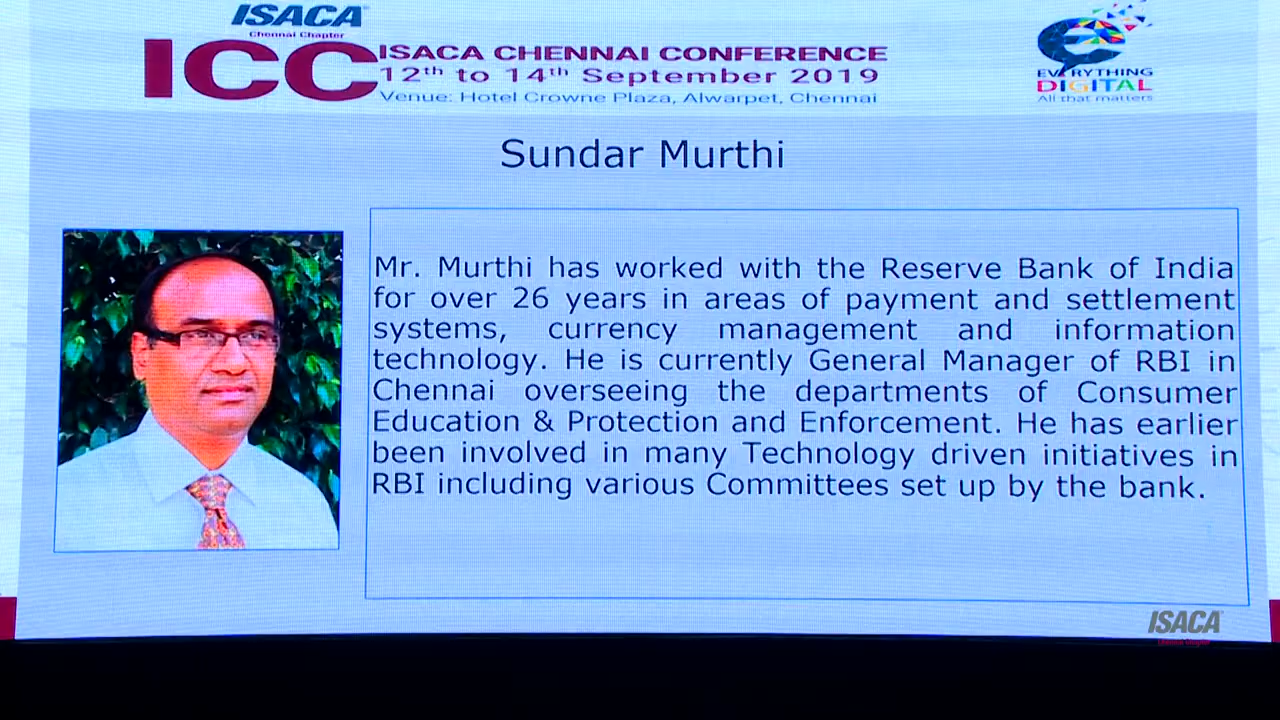 ISACA
Chennai Chapter
ICC
ISACA CHENNAI CONFERENCE
12th to 14th September 2019
Venue: Hotel Crowne Plaza, Alwarpet, Chennai
EVERYTHING
DIGITAL
All that matters
Sundar Murthi
Mr. Murthi has worked with the Reserve Bank of India
for over 26 years in areas of payment and settlement
systems, currency management and information
technology. He is currently General Manager of RBI in
Chennai overseeing the departments of Consumer
Education & Protection and Enforcement. He has earlier
been involved in many Technology driven initiatives in
RBI including various Committees set up by the bank.
ISACA
Chennai Chapter